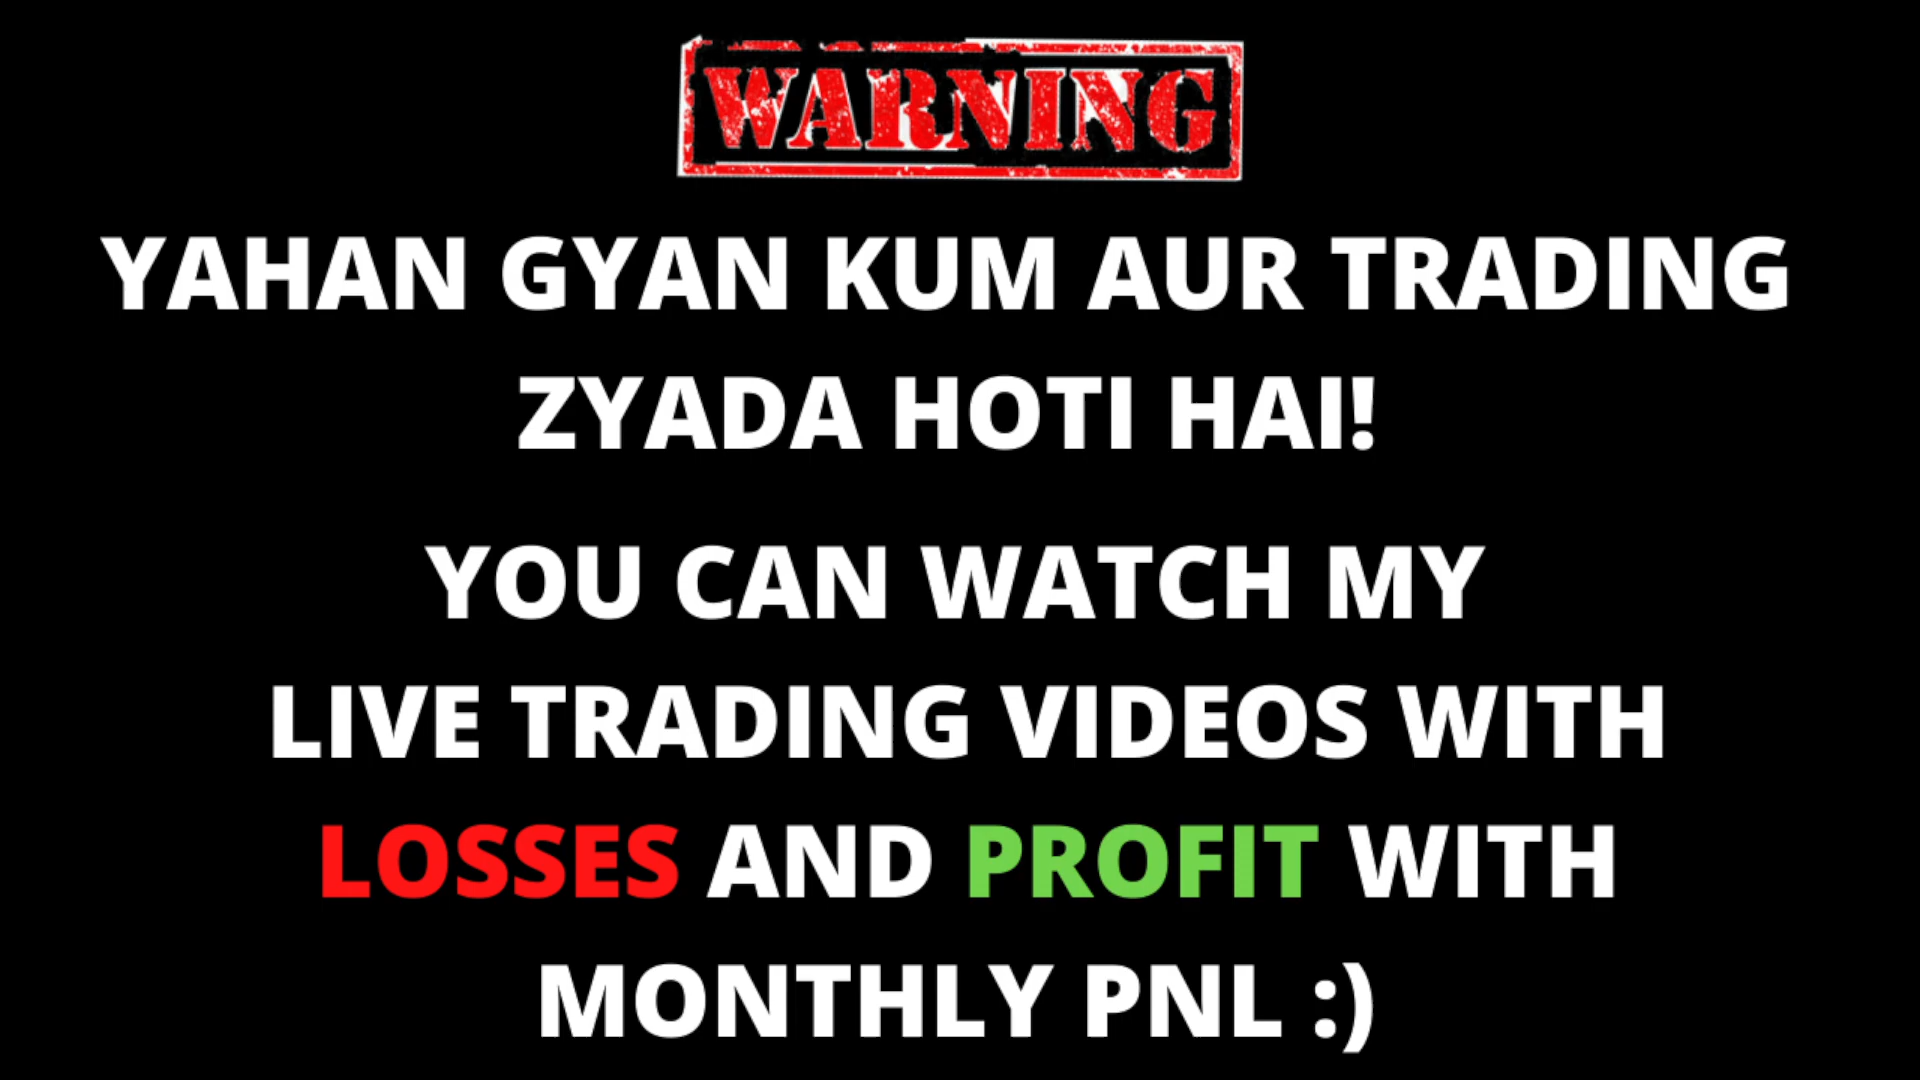 WARNING
YAHAN GYAN KUM AUR TRADING
ZYADA HOTI HAI!
YOU CAN WATCH MY
LIVE TRADING VIDEOS WITH
LOSSES AND PROFIT WITH
MONTHLY PNL :)